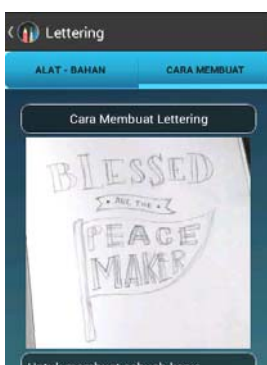 Lettering
ALAT - BAHAN
CARA MEMBUAT
Cara Membuat Lettering
BLESSED
ARE THE
PEACE
MAKER